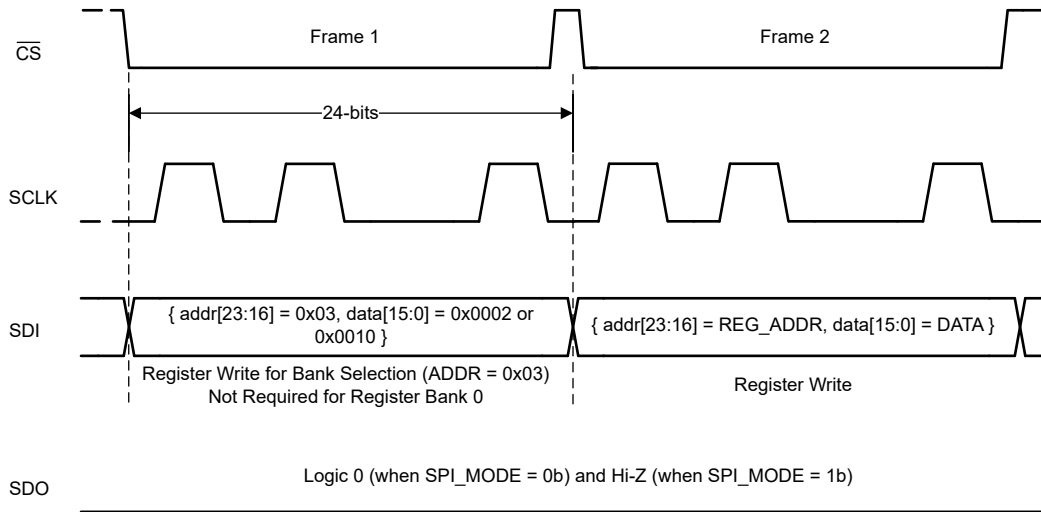 CS
Frame 1
Frame 2
24-bits
SCLK
SDI
{ addr[23:16] = 0x03, data[15:0] = 0x0002 or
0x0010 }
{ addr[23:16] = REG_ADDR, data[15:0] = DATA }
Register Write for Bank Selection (ADDR = 0x03)
Not Required for Register Bank 0
Register Write
SDO
Logic 0 (when SPI_MODE = 0b) and Hi-Z (when SPI_MODE = 1b)